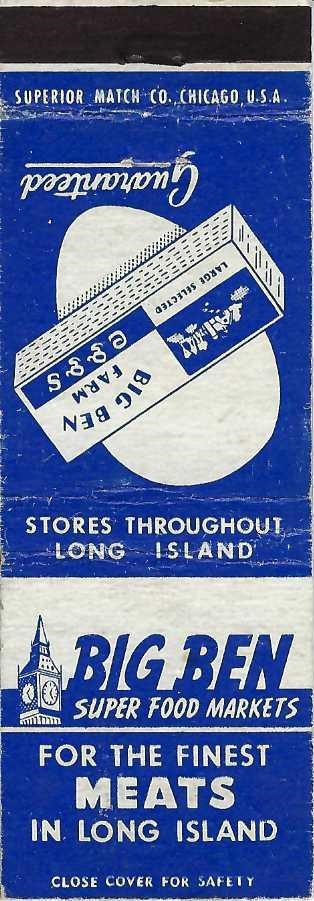 SUPERIOR MATCH CO., CHICAGO, U.S.A.
Guaranteed
LARGE SELECTED
BIG BEN
FARM
eggs
STORES THROUGHOUT
LONG ISLAND
BIG BEN
SUPER FOOD MARKETS
FOR THE FINEST
MEATS
IN LONG ISLAND
CLOSE COVER FOR SAFETY